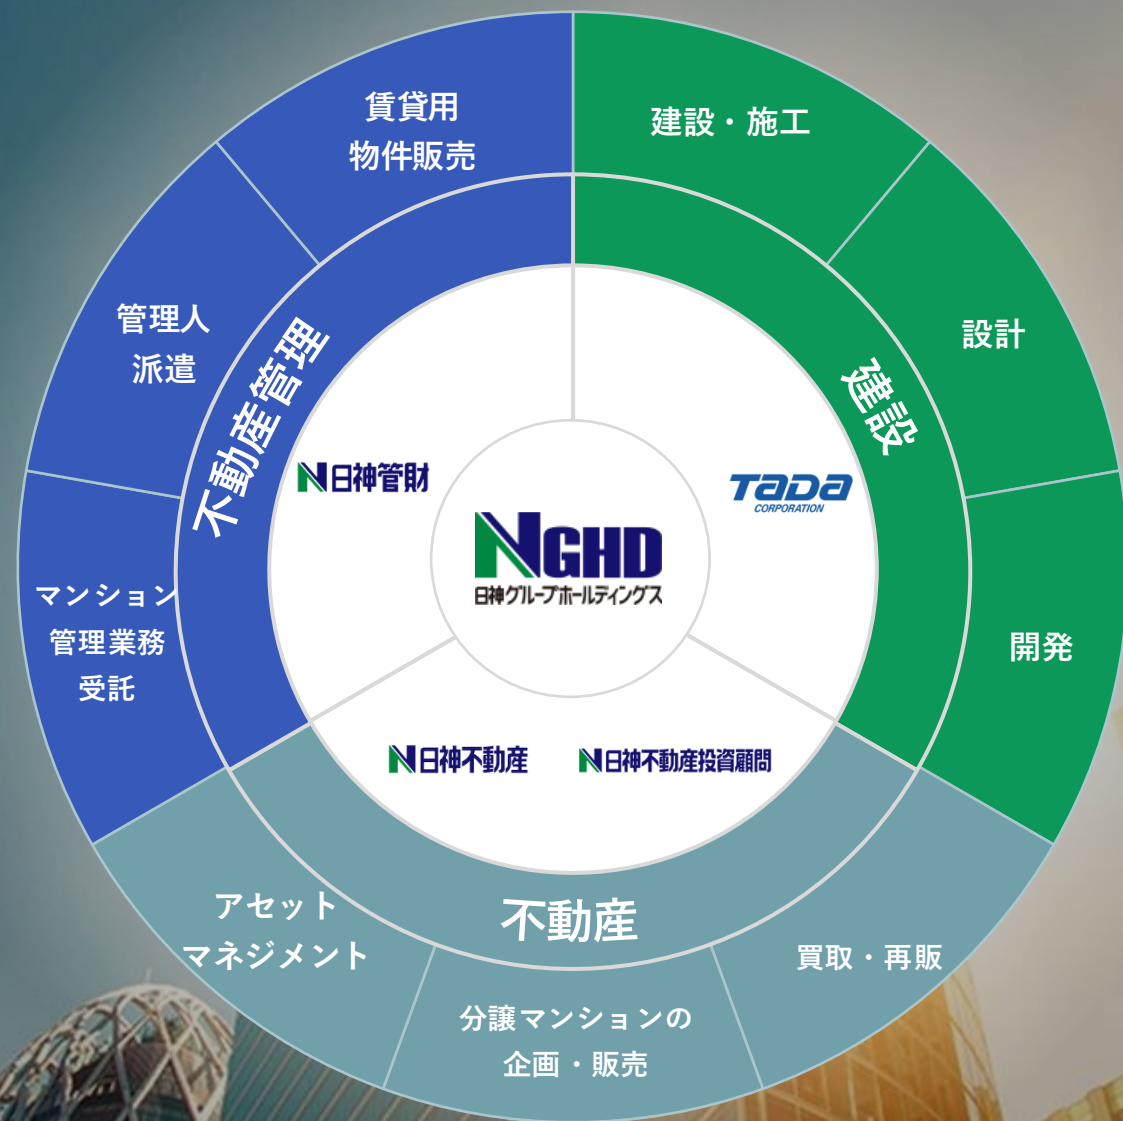 賃貸用
物件販売
建設・施工
管理人
派遣
設計
不動産管理
建設
日神管財
TADA
CORPORATION
NGHD
日神グループホールディングス
マンション
管理業務
受託
開発
日神不動産
日神不動産投資顧問
アセット
マネジメント
不動産
買取・再販
分譲マンションの
企画・販売